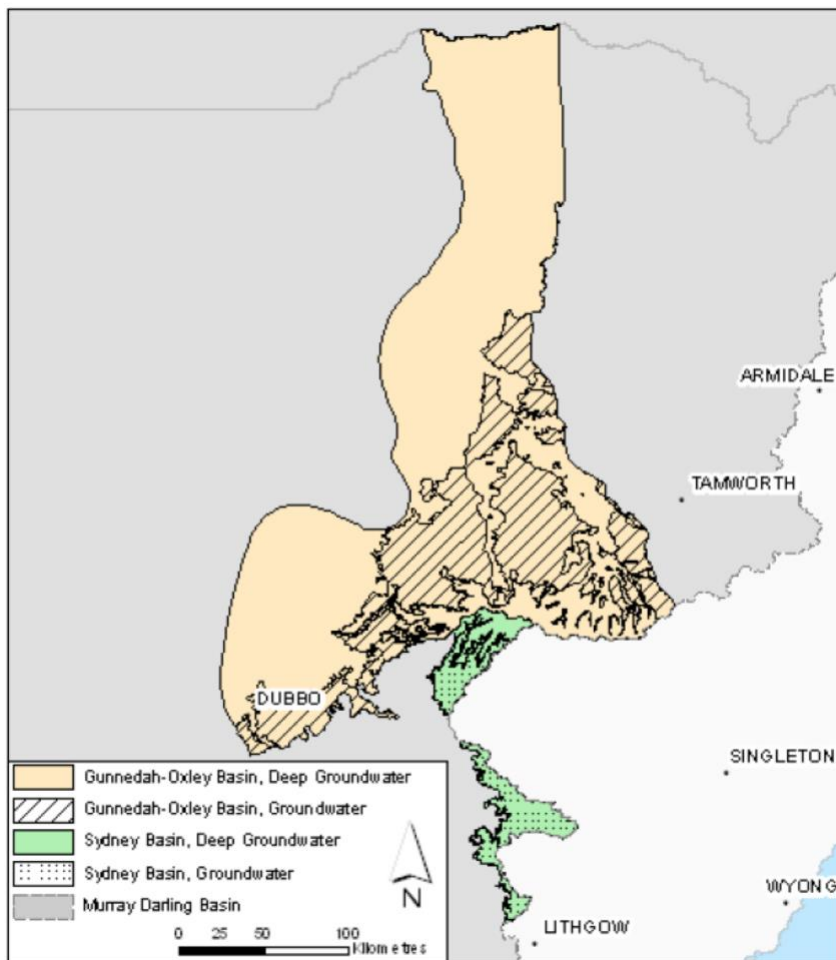 ARMIDALE
TAMWORTH
DUBBO
SINGLETON
WYONG
LITHGOW
Gunnedah-Oxley Basin, Deep Groundwater
Gunnedah-Oxley Basin, Groundwater
Sydney Basin, Deep Groundwater
Sydney Basin, Groundwater
Murray Darling Basin
N
0 25 50 100
Kilometres